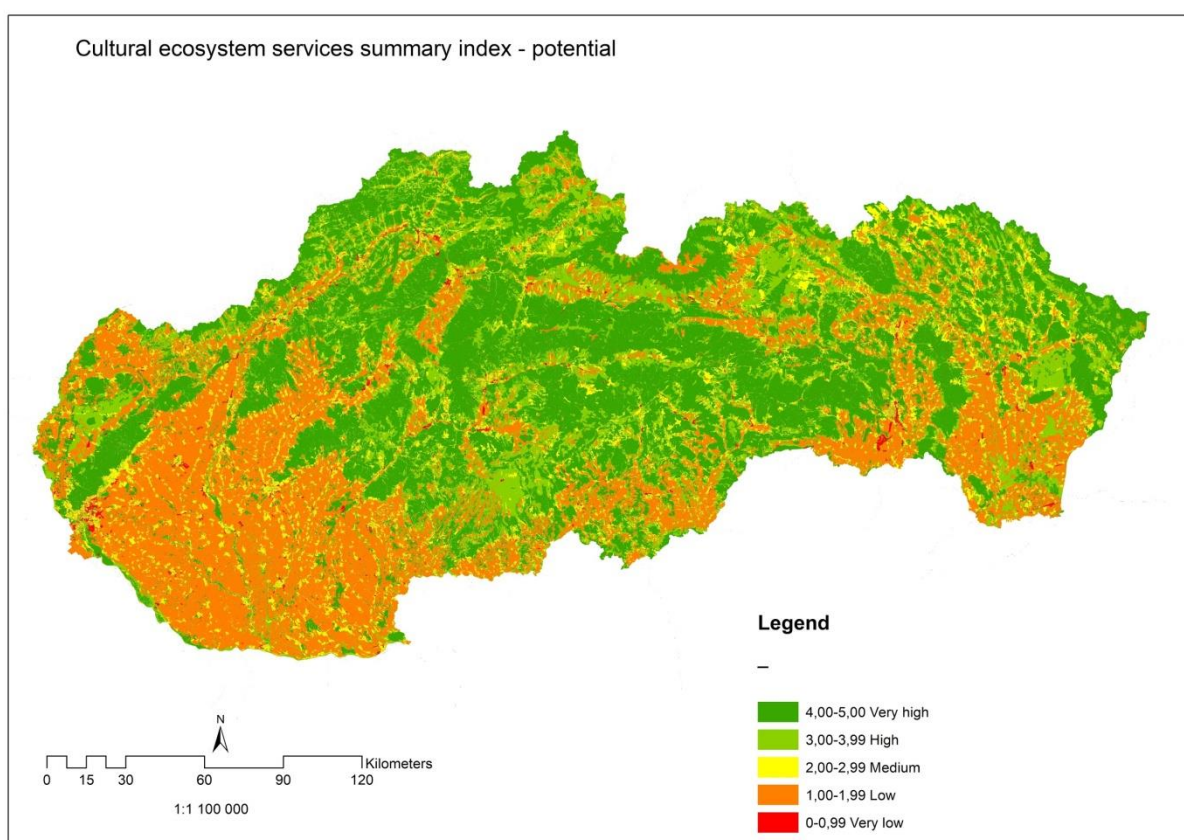 Cultural ecosystem services summary index - potential
Legend
–
4,00-5,00 Very high
3,00-3,99 High
2,00-2,99 Medium
1,00-1,99 Low
0-0,99 Very low
N
Kilometers
0 15 30 60 90 120
1:1 100 000